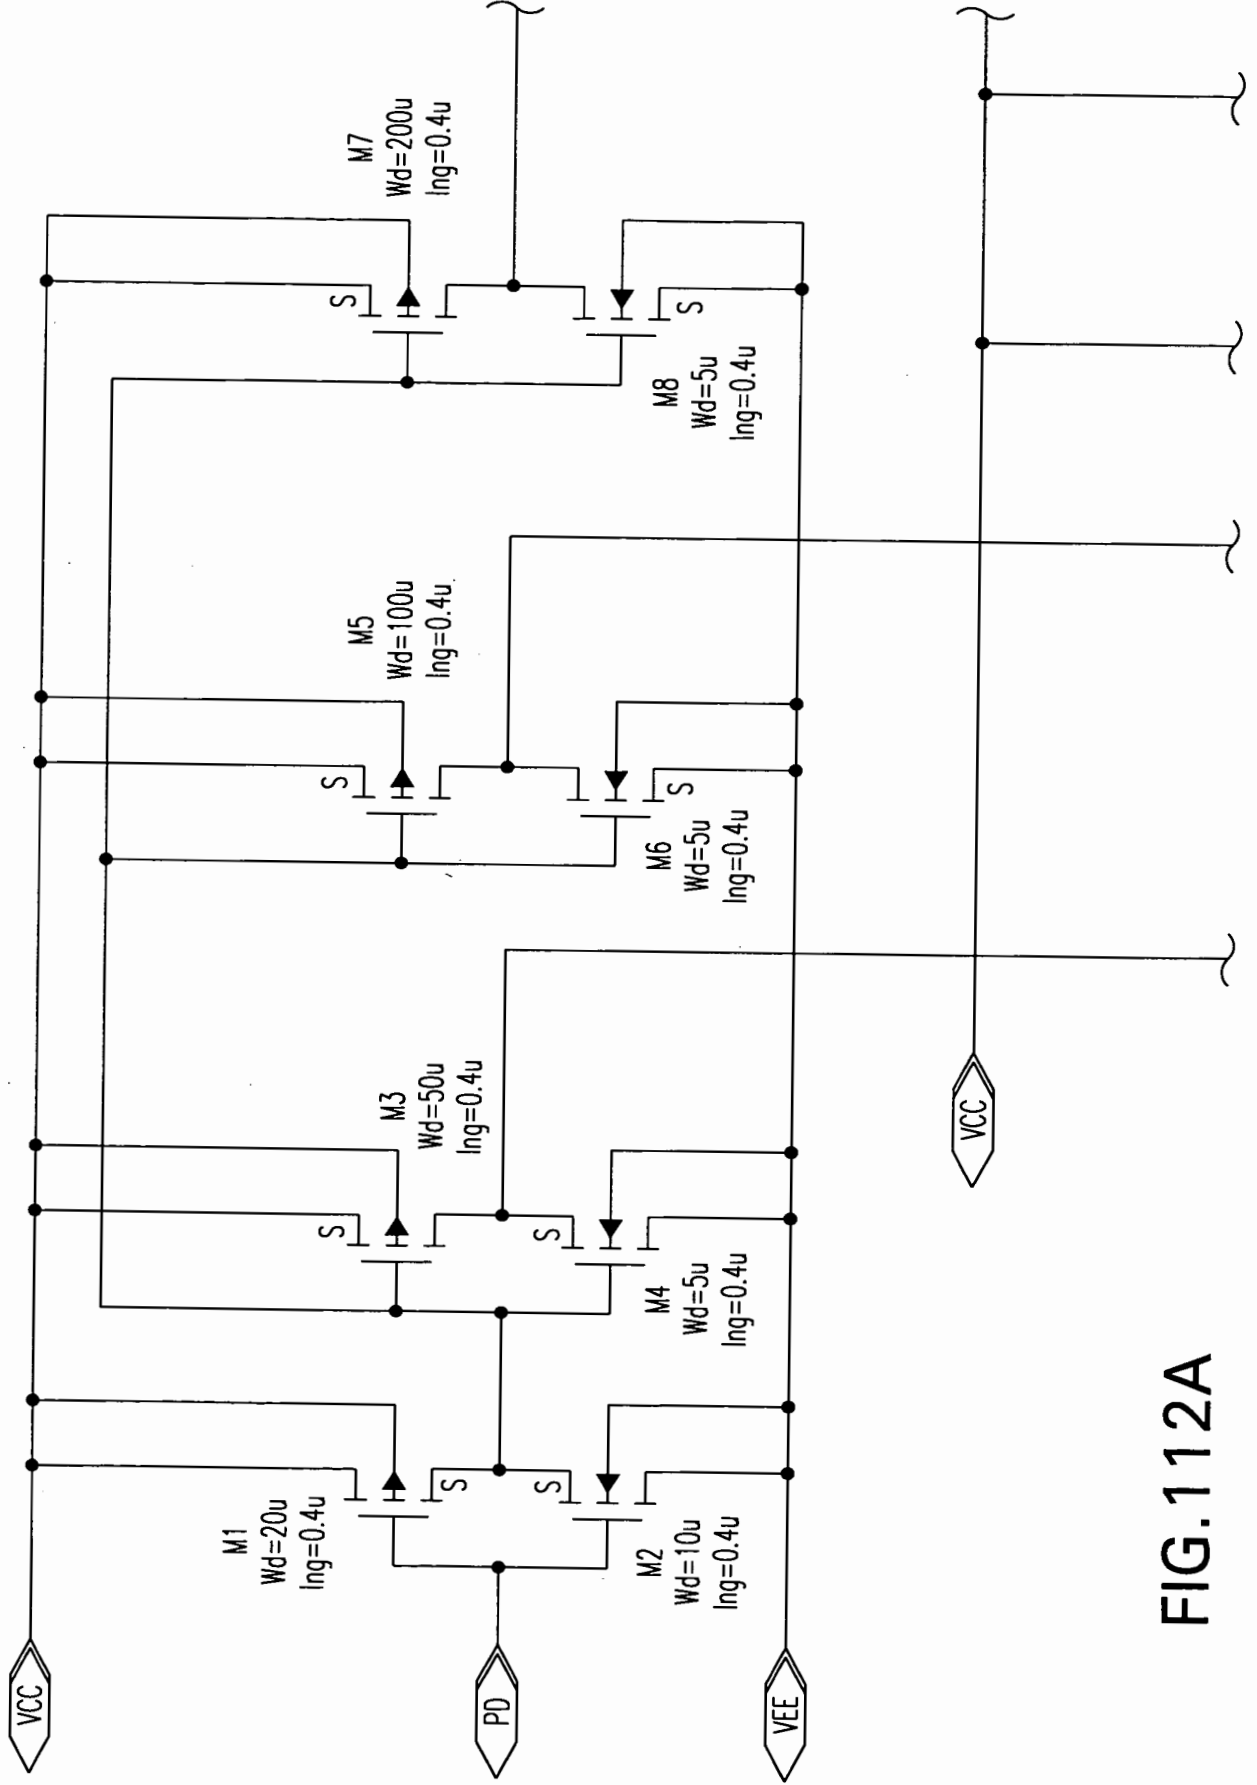 VCC
M1
Wd=20u
lng=0.4u
S
PD
S
M2
Wd=10u
lng=0.4u
VEE
S
M3
Wd=50u
lng=0.4u
S
M4
Wd=5u
lng=0.4u
S
M5
Wd=100u
lng=0.4u
S
M6
Wd=5u
lng=0.4u
S
M7
Wd=200u
lng=0.4u
S
M8
Wd=5u
lng=0.4u
VCC
FIG.112A